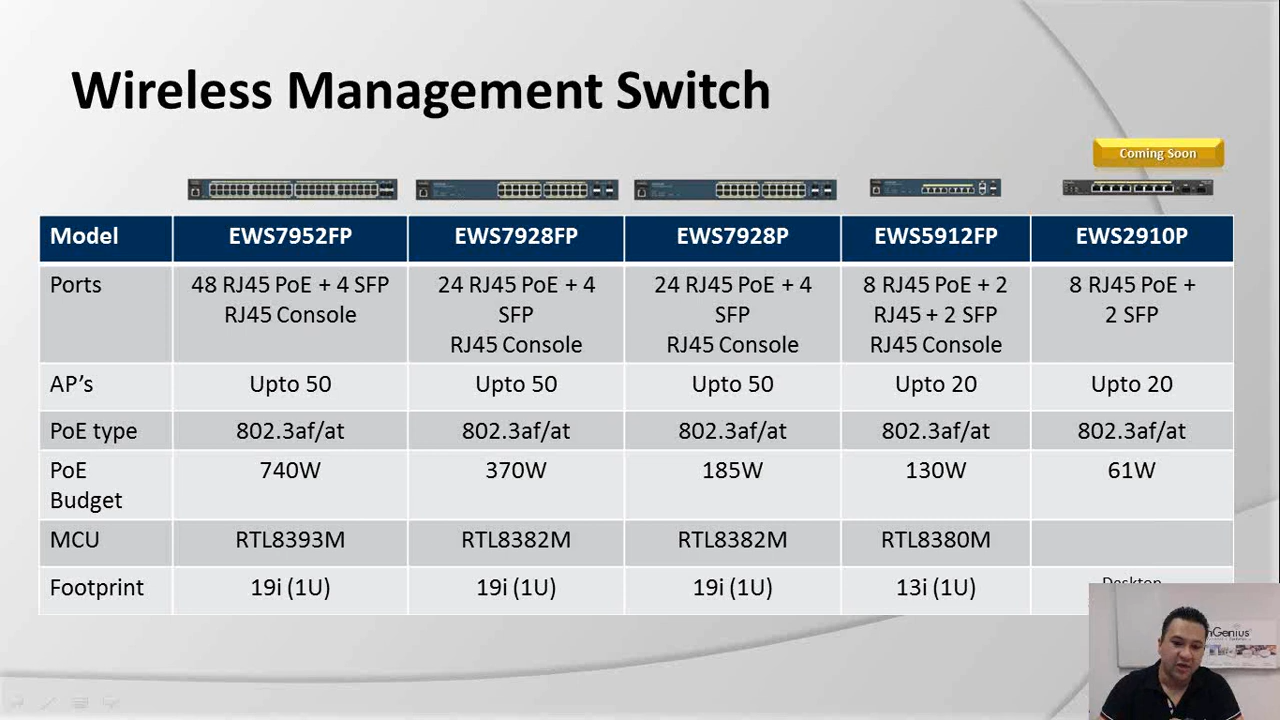 Wireless Management Switch
Coming Soon
Model EWS7952FP EWS7928FP EWS7928P EWS5912FP EWS2910P
Ports 48 RJ45 PoE + 4 SFP 24 RJ45 PoE + 4 24 RJ45 PoE + 4 8 RJ45 PoE + 2 8 RJ45 PoE +
RJ45 Console SFP SFP RJ45 + 2 SFP 2 SFP
RJ45 Console RJ45 Console RJ45 Console
AP's Upto 50 Upto 50 Upto 50 Upto 20 Upto 20
PoE type 802.3af/at 802.3af/at 802.3af/at 802.3af/at 802.3af/at
PoE 740W 370W 185W 130W 61W
Budget
MCU RTL8393M RTL8382M RTL8382M RTL8380M
Footprint 19i (1U) 19i (1U) 19i (1U) 13i (1U) Desktop
nGenius